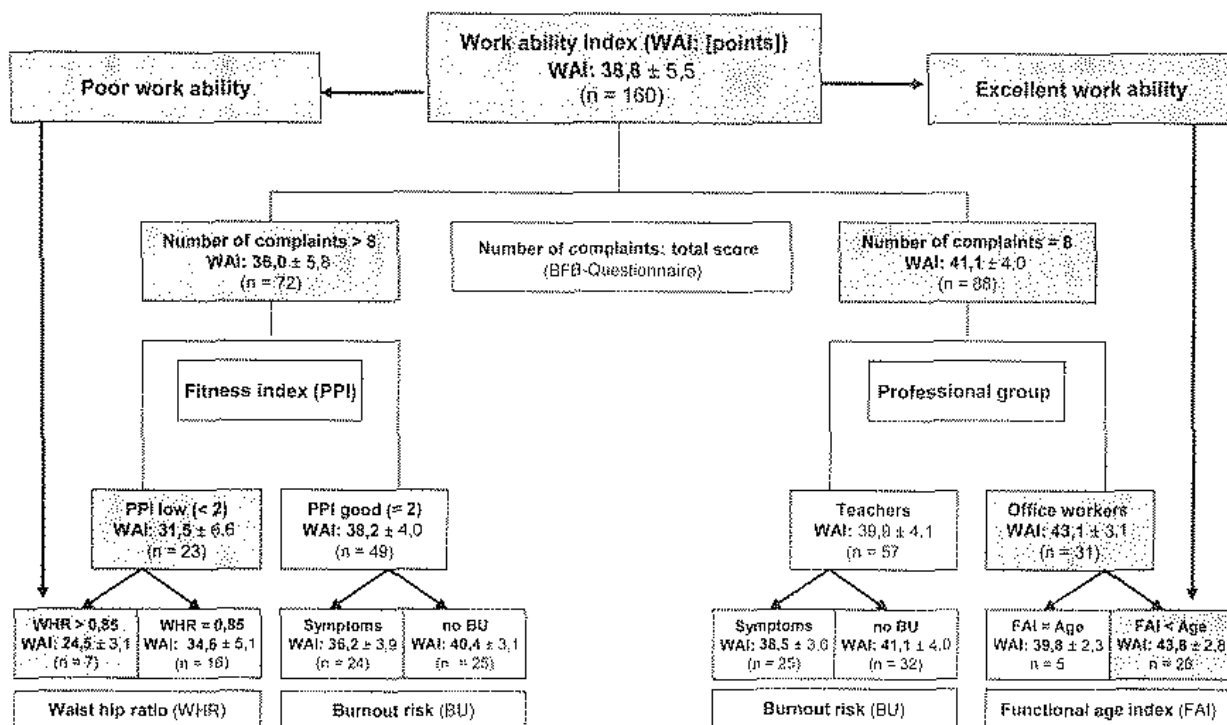 Work ability index (WAI: [points])
WAI: 38,8 ± 5,5
(n = 160)
Poor work ability
Excellent work ability
Number of complaints > 8
WAI: 36,0 ± 5,8
(n = 72)
Number of complaints: total score
(BFB-Questionnaire)
Number of complaints = 8
WAI: 41,1 ± 4,0
(n = 88)
Fitness index (PPI)
Professional group
PPI low (< 2)
WAI: 31,5 ± 6,6
(n = 23)
PPI good (= 2)
WAI: 38,2 ± 4,0
(n = 49)
Teachers
WAI: 39,9 ± 4,1
n = 57
Office workers
WAI: 43,1 ± 3,1
n = 31)
WHR > 0,85
WAI: 24,5 ± 3,1
(n = 7)
WHR = 0,85
WAI: 34,6 ± 5,1
(n = 16)
Symptoms
WAI: 36,2 ± 3,9
(n = 24)
no BU
WAI: 40,4 ± 3,1
(n = 25)
Symptoms
WAI: 38,5 ± 3,6
(n = 25)
no BU
WAI: 41,1 ± 4,0
(n = 32)
FAI = Age
WAI: 39,8 ± 2,3
n = 5
FAI < Age
WAI: 43,8 ± 2,8
n = 26)
Waist hip ratio (WHR)
Burnout risk (BU)
Burnout risk (BU)
Functional age index (FAI)